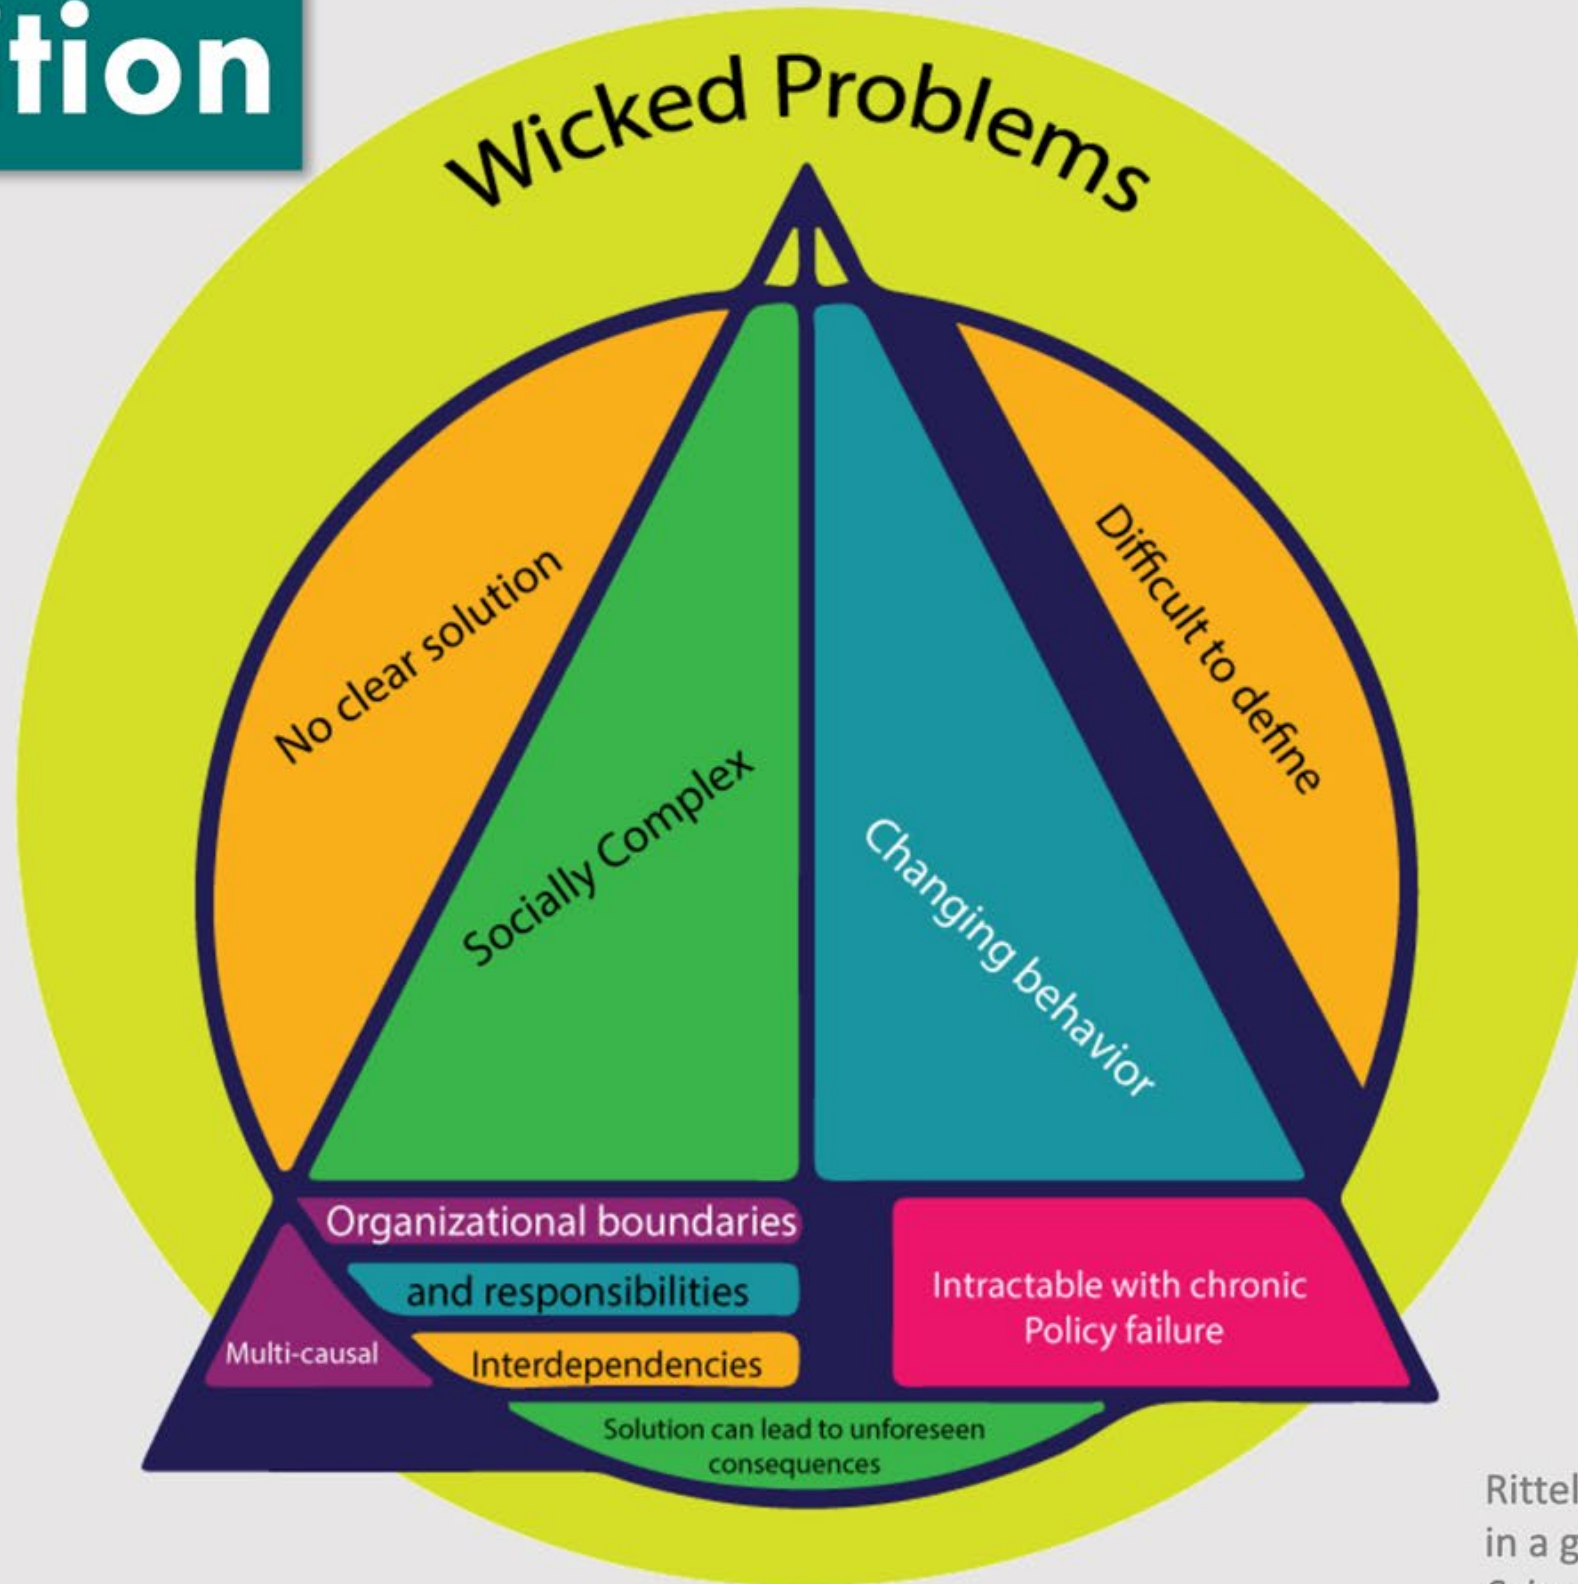 tion
Wicked Problems
No clear solution
Difficult to define
Socially Complex
Changing behavior
Organizational boundaries
and responsibilities
Interdependencies
Multi-causal
Intractable with chronic
Policy failure
Solution can lead to unforeseen
consequences
Rittel
in a g